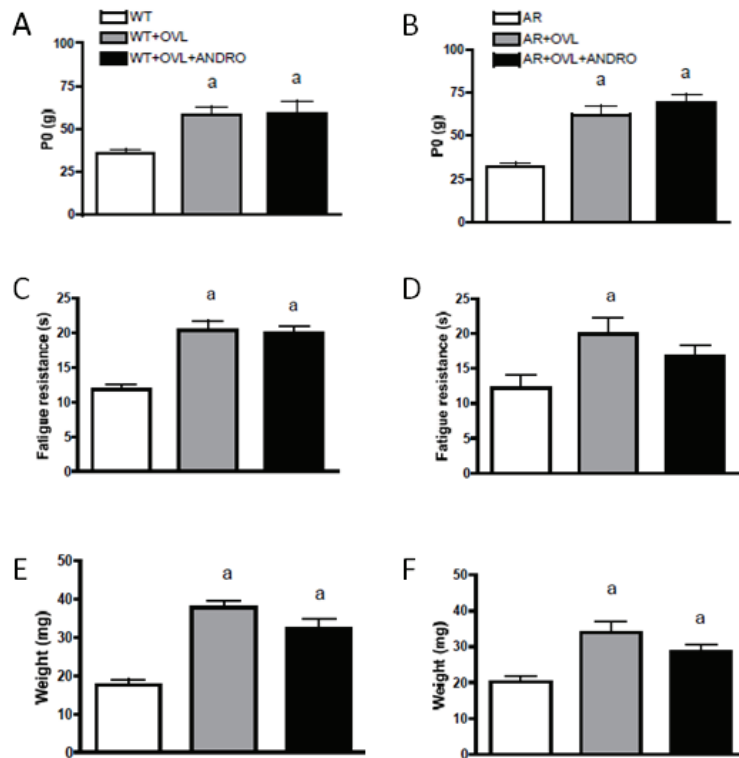 A
WT
WT+OVL
WT+OVL+ANDRO
P0 (g)
100
75
50
25
0
a
a
B
AR
AR+OVL
AR+OVL+ANDRO
P0 (g)
100
75
50
25
0
a
a
C
Fatigue resistance (s)
25
20
15
10
5
0
a
a
D
Fatigue resistance (s)
25
20
15
10
5
0
a
E
Weight (mg)
50
40
30
20
10
0
a
a
F
Weight (mg)
50
40
30
20
10
0
a
a